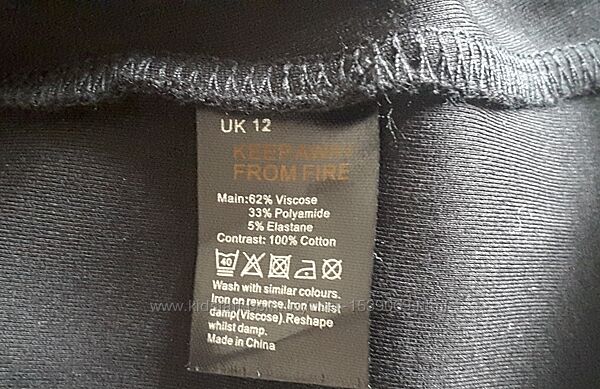 UK 12
KEEP AWAY
FROM FIRE
Main:62% Viscose
33% Polyamide
5% Elastane
Contrast: 100% Cotton
40
Wash with similar colours.
Iron on reverse.Iron whilst
damp(Viscose).Reshape
whilst damp.
Made in China